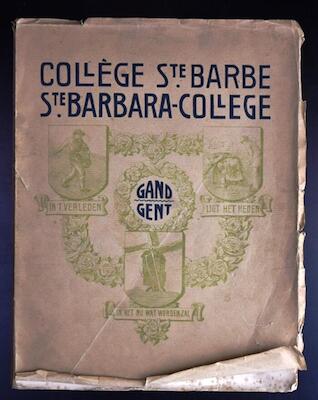 COLLÈGE STE BARBE
STE BARBARA-COLLEGE
GAND
GENT
IN 'T VERLEDEN
LIGT HET HEDEN
IN HET NU WAT WORDEN ZAL